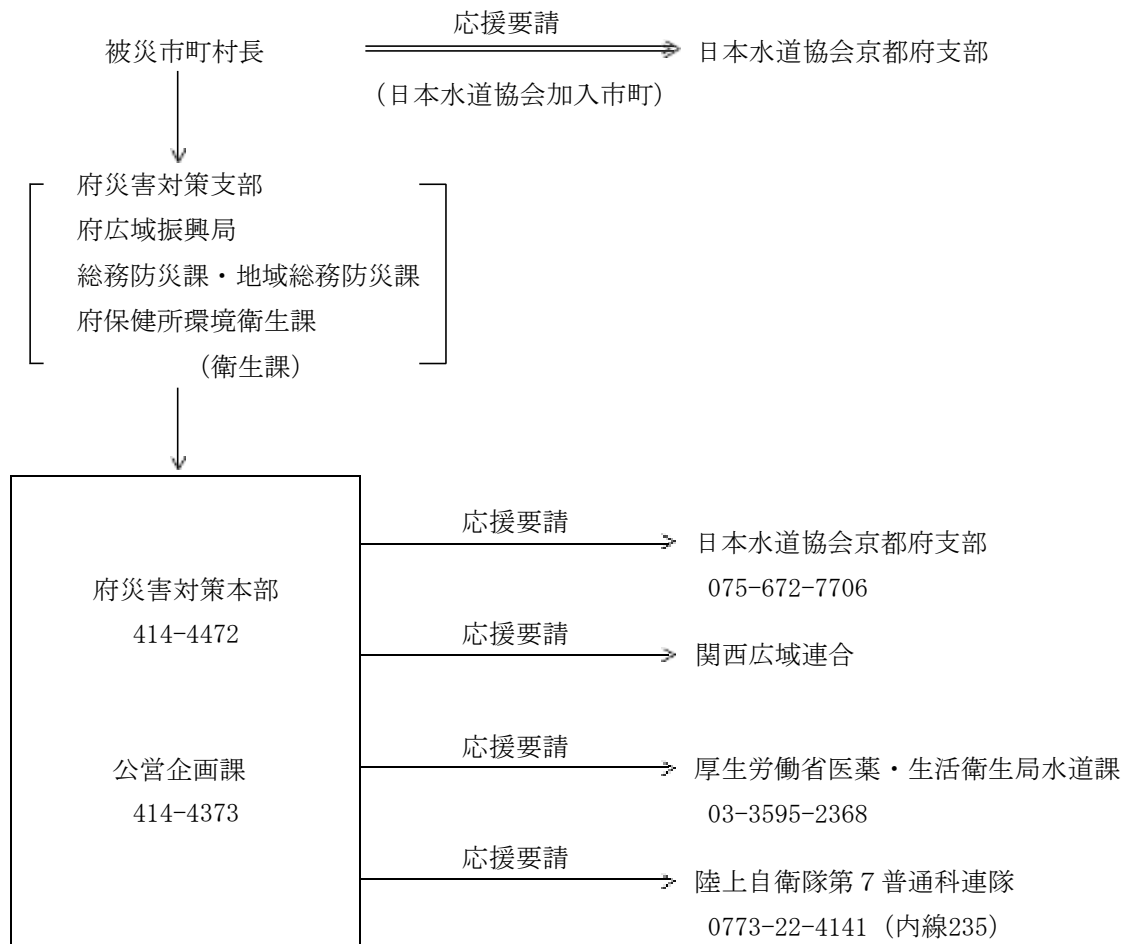 応援要請
被災市町村長
日本水道協会京都府支部
(日本水道協会加入市町)
府災害対策支部
府広域振興局
総務防災課・地域総務防災課
府保健所環境衛生課
(衛生課)
府災害対策本部
414-4472
公営企画課
414-4373
応援要請
日本水道協会京都府支部
075-672-7706
応援要請
関西広域連合
応援要請
厚生労働省医薬・生活衛生局水道課
03-3595-2368
応援要請
陸上自衛隊第7普通科連隊
0773-22-4141 (内線235)